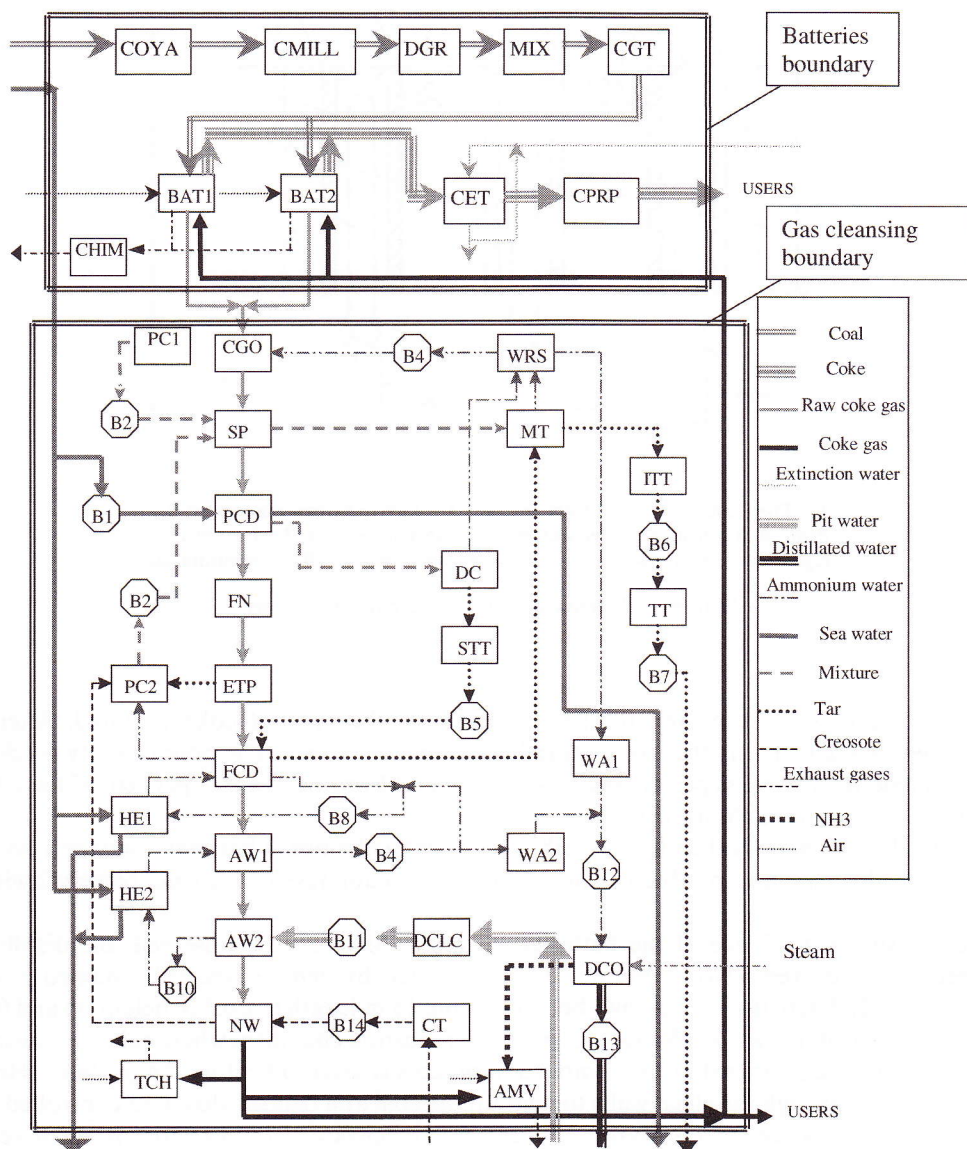 COYA
CMILL
DGR
MIX
CGT
Batteries
boundary
BAT1
BAT2
CET
CPRP
USERS
CHIM
Gas cleansing
boundary
PC1
CGO
B4
WRS
B2
SP
MT
ITT
B1
PCD
B6
DC
B2
FN
TT
STT
PC2
ETP
B7
B5
FCD
WA1
HE1
B8
AW1
B4
WA2
B12
HE2
AW2
B11
DCLC
DCO
Steam
B10
NW
B14
CT
B13
TCH
AMV
USERS
Coal
Coke
Raw coke gas
Coke gas
Extinction water
Pit water
Distillated water
Ammonium water
Sea water
Mixture
Tar
Creosote
Exhaust gases
NH3
Air